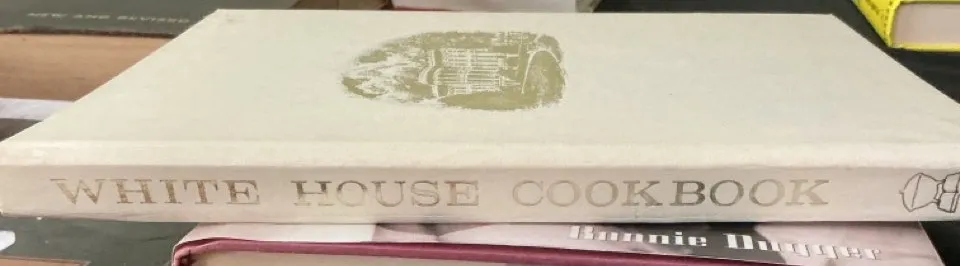 NEW AND REVISED
WHITE HOUSE COOKBOOK
Ronnie Dugger